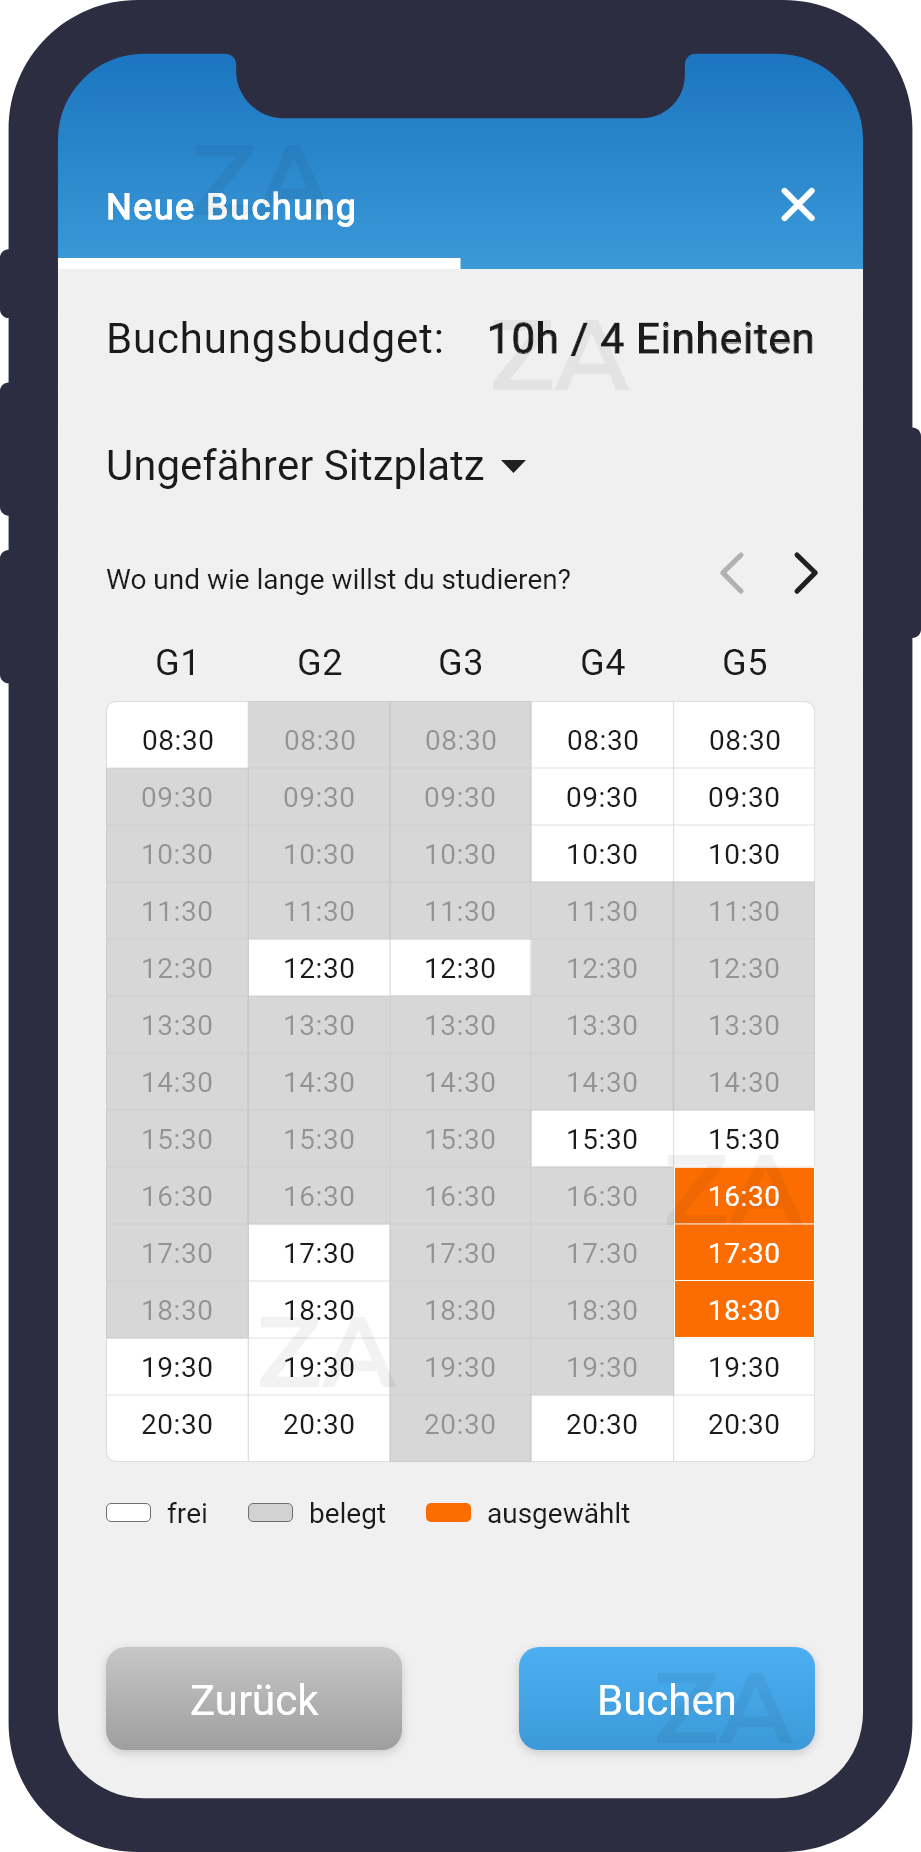 ZA
Neue Buchung
Buchungsbudget: 10h / 4 Einheiten
ZA
Ungefährer Sitzplatz
Wo und wie lange willst du studieren?
G1 G2 G3 G4 G5
08:30 08:30 08:30 08:30 08:30
09:30 09:30 09:30 09:30 09:30
10:30 10:30 10:30 10:30 10:30
11:30 11:30 11:30 11:30 11:30
12:30 12:30 12:30 12:30 12:30
13:30 13:30 13:30 13:30 13:30
14:30 14:30 14:30 14:30 14:30
15:30 15:30 15:30 15:30 15:30
16:30 16:30 16:30 16:30 16:30
ZA
17:30 17:30 17:30 17:30 17:30
18:30 18:30 18:30 18:30 18:30
ZA
19:30 19:30 19:30 19:30 19:30
20:30 20:30 20:30 20:30 20:30
frei belegt ausgewählt
Zurück Buchen
ZA